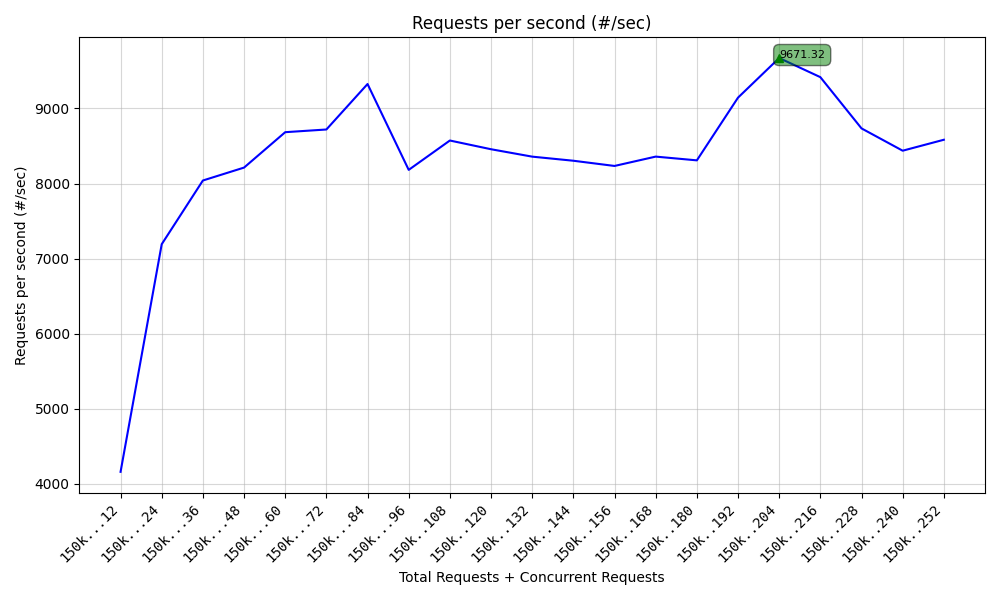 Requests per second (#/sec)
9671.32
Requests per second (#/sec)
9000
8000
7000
6000
5000
4000
150k..12
150k..24
150k..36
150k..48
150k..60
150k..72
150k..84
150k..96
150k..108
150k..120
150k..132
150k..144
150k..156
150k..168
150k..180
150k..192
150k..204
150k..216
150k..228
150k..240
150k..252
Total Requests + Concurrent Requests